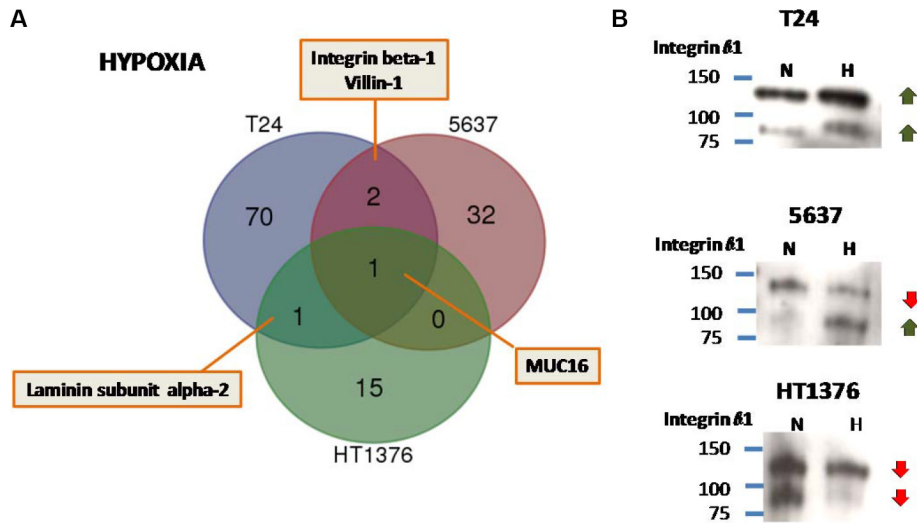 A
HYPOXIA
Integrin beta-1
Villin-1
T24
5637
70
2
32
1
1
0
15
Laminin subunit alpha-2
MUC16
HT1376
B
T24
Integrin β1
N H
150
100
75
5637
Integrin β1
N H
150
100
75
HT1376
Integrin β1
N H
150
100
75